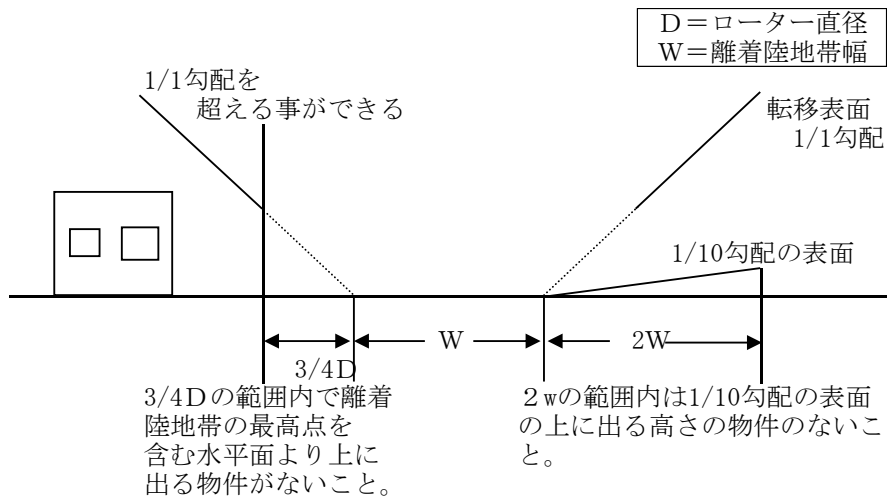 D＝ローター直径
W＝離着陸地帯幅
1/1勾配を
超える事ができる
転移表面
1/1勾配
1/10勾配の表面
W
2W
3/4D
3/4Dの範囲内で離着
陸地帯の最高点を
含む水平面より上に
出る物件がないこと。
２wの範囲内は1/10勾配の表面
の上に出る高さの物件のないこ
と。